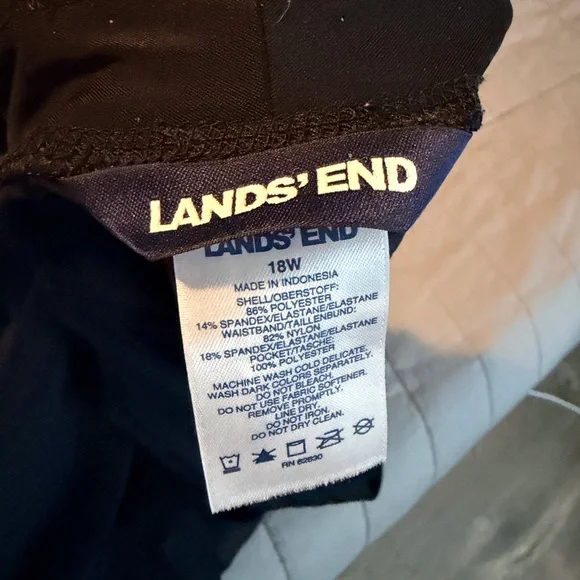 LANDS' END
LANDS' END
18W
MADE IN INDONESIA
SHELL/OBERSTOFF:
86% POLYESTER
14% SPANDEX/ELASTANE/ELASTANE
WAISTBAND/TAILLENBUND:
82% NYLON
18% SPANDEX/ELASTANE/ELASTANE
POCKET/TASCHE:
100% POLYESTER
MACHINE WASH COLD DELICATE.
WASH DARK COLORS SEPARATELY.
DO NOT BLEACH.
DO NOT USE FABRIC SOFTENER.
REMOVE PROMPTLY.
LINE DRY.
DO NOT IRON.
DO NOT DRY CLEAN.
RN 62830